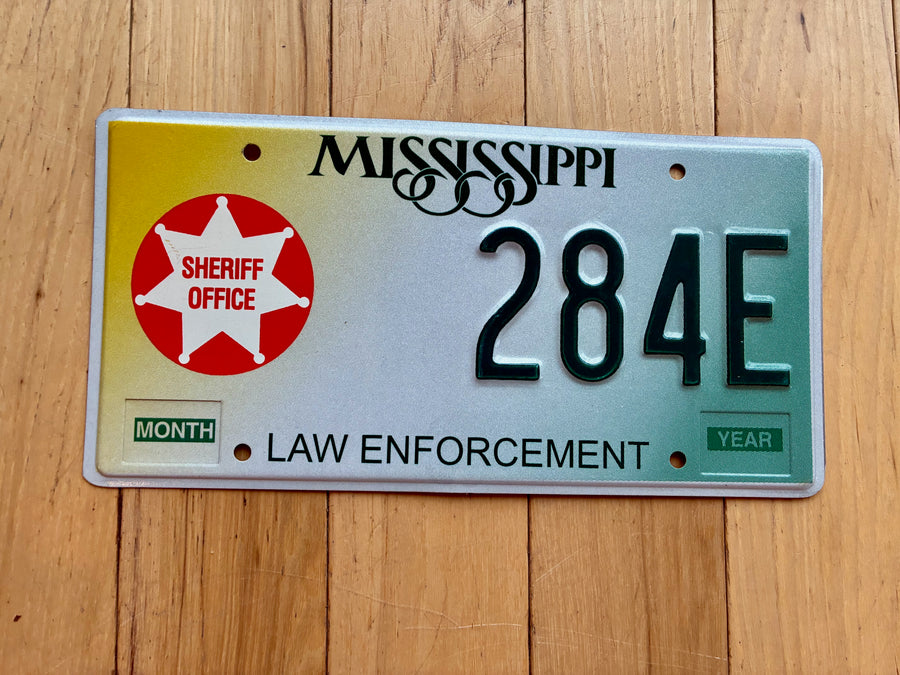 MISSISSIPPI
SHERIFF
OFFICE
284E
MONTH
LAW ENFORCEMENT
YEAR